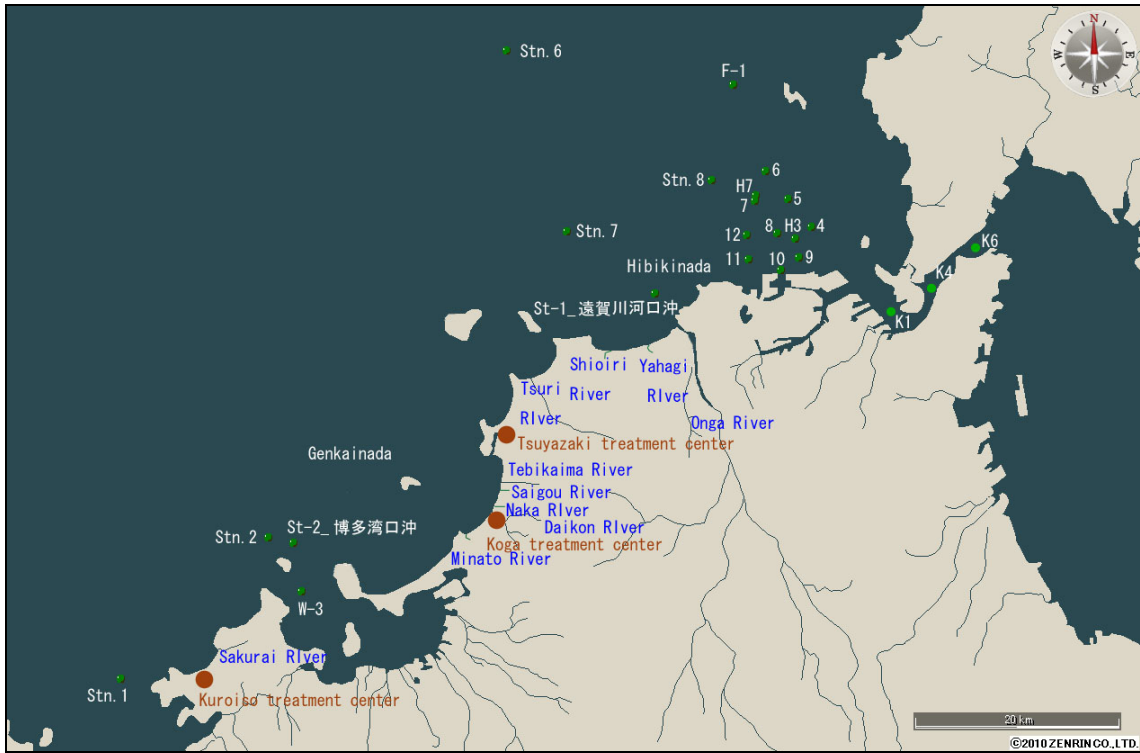 N
W
E
S
Stn. 6
F-1
6
Stn. 8
H7
7
5
Stn. 7
12
8
H3
4
K6
11
10
9
Hibikinada
K4
St-1_遠賀川河口沖
K1
Shioiri
River
Yahagi
RIver
Tsuri
RIver
Onga River
Tsuyazaki treatment center
Genkainada
Tebikaima River
Saigou River
Naka RIver
Daikon RIver
Koga treatment center
Minato River
Stn. 2
St-2_博多湾口沖
W-3
Sakurai RIver
Stn. 1
Kuroiso treatment center
20 km
©2010 ZENRIN CO., LTD.